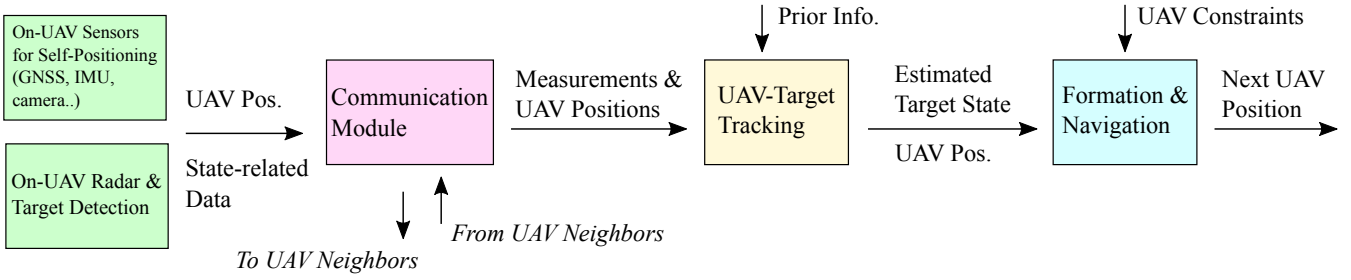 On-UAV Sensors
for Self-Positioning
(GNSS, IMU,
camera..)
On-UAV Radar &
Target Detection
UAV Pos.
State-related
Data
Communication
Module
To UAV Neighbors
From UAV Neighbors
Measurements &
UAV Positions
Prior Info.
UAV-Target
Tracking
Estimated
Target State
UAV Pos.
UAV Constraints
Formation &
Navigation
Next UAV
Position